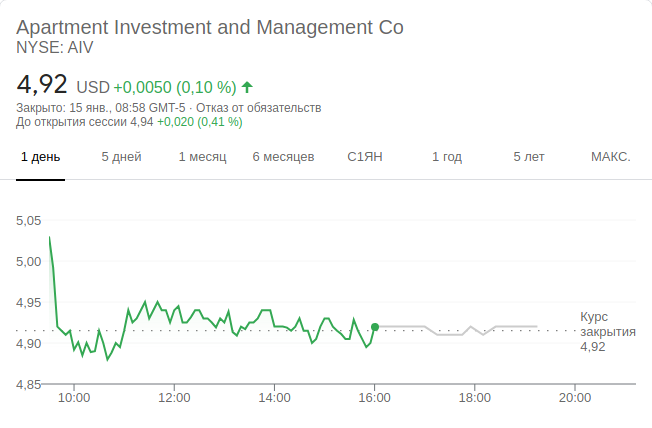 Apartment Investment and Management Co
NYSE: AIV
4,92 USD +0,0050 (0,10 %)
Закрыто: 15 янв., 08:58 GMT-5 · Отказ от обязательств
До открытия сессии 4,94 +0,020 (0,41 %)
1 день 5 дней 1 месяц 6 месяцев С1ЯН 1 год 5 лет МАКС.
5,05
5,00
4,95
Курс
закрытия
4,92
4,90
4,85
10:00 12:00 14:00 16:00 18:00 20:00